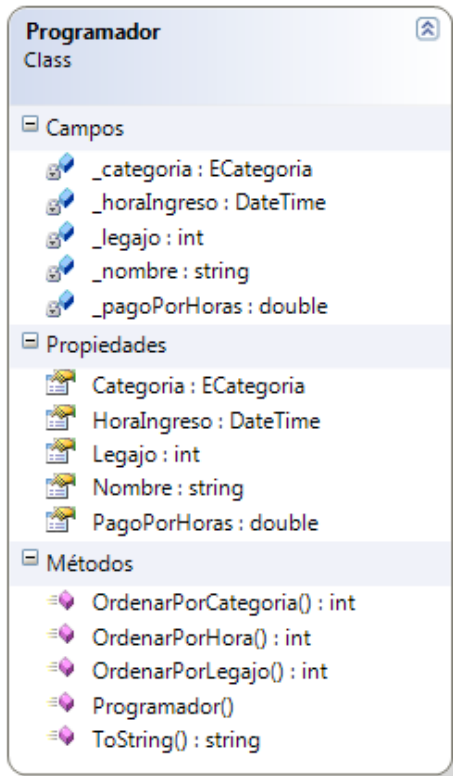 Programador
Class
Campos
_categoria : ECategoria
_horaIngreso : DateTime
_legajo : int
_nombre : string
_pagoPorHoras : double
Propiedades
Categoria : ECategoria
HoraIngreso : DateTime
Legajo : int
Nombre : string
PagoPorHoras : double
Métodos
OrdenarPorCategoria() : int
OrdenarPorHora() : int
OrdenarPorLegajo() : int
Programador()
ToString() : string